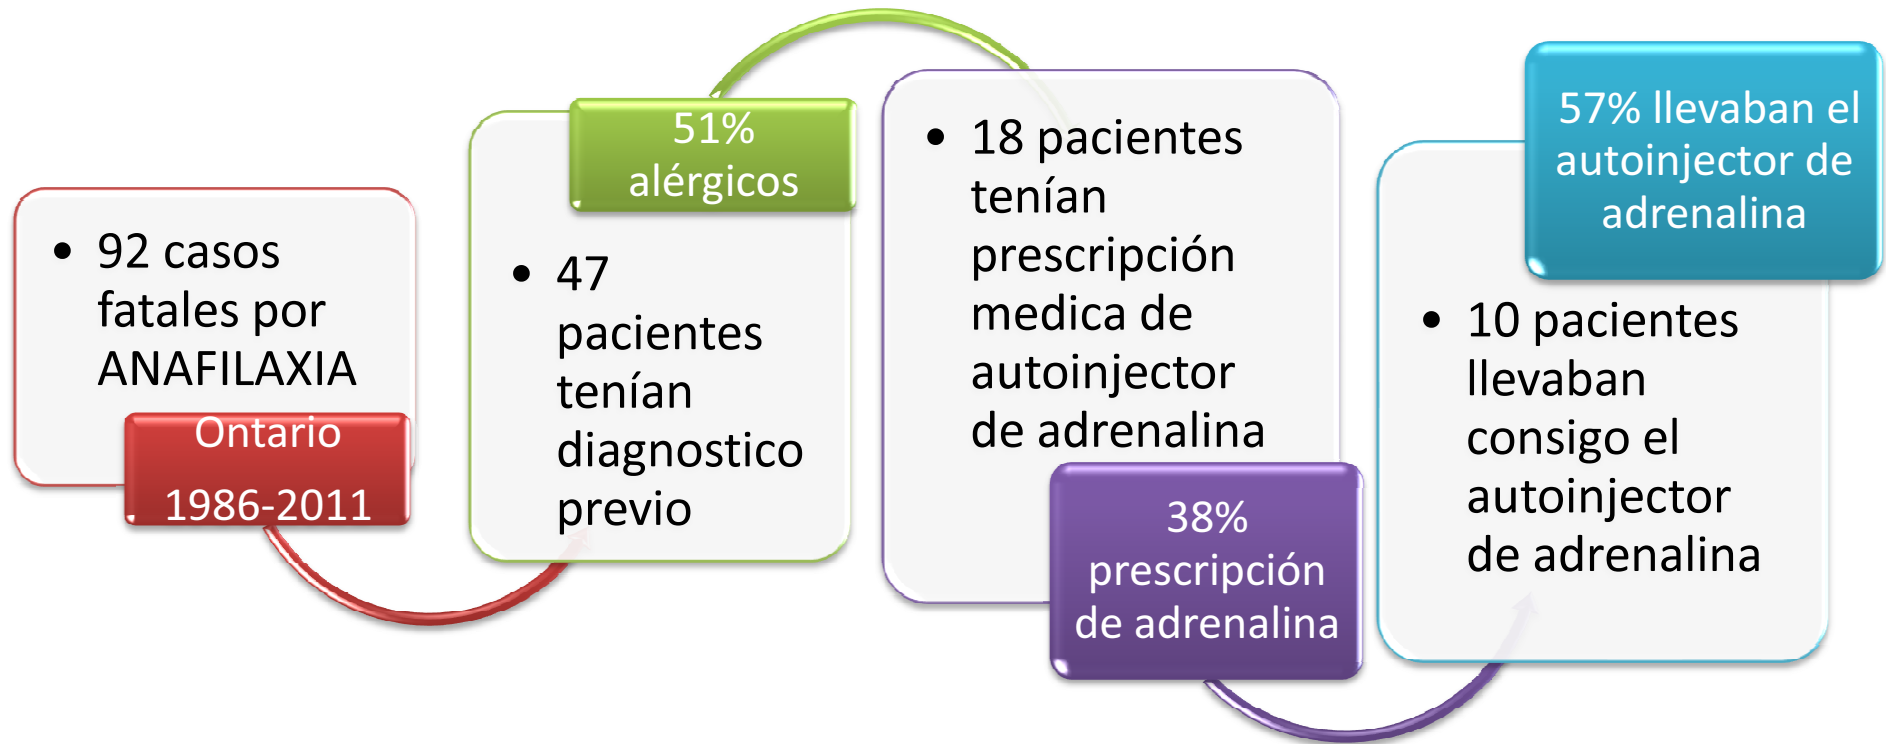 • 92 casos
fatales por
ANAFILAXIA
Ontario
1986-2011
51%
alérgicos
• 47
pacientes
tenían
diagnostico
previo
• 18 pacientes
tenían
prescripción
medica de
autoinjector
de adrenalina
38%
prescripción
de adrenalina
57% llevaban el
autoinjector de
adrenalina
• 10 pacientes
llevaban
consigo el
autoinjector
de adrenalina